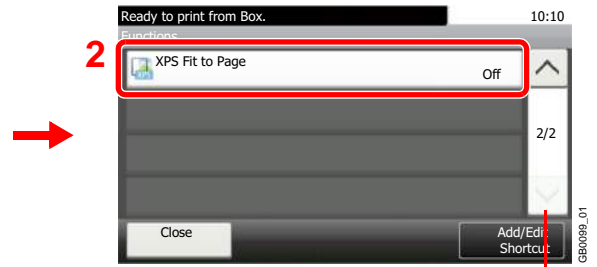 Ready to print from Box.
10:10
Functions
2
XPS Fit to Page
Off
XPS
2/2
Close
Add/Edit
Shortcut
GB0099_01